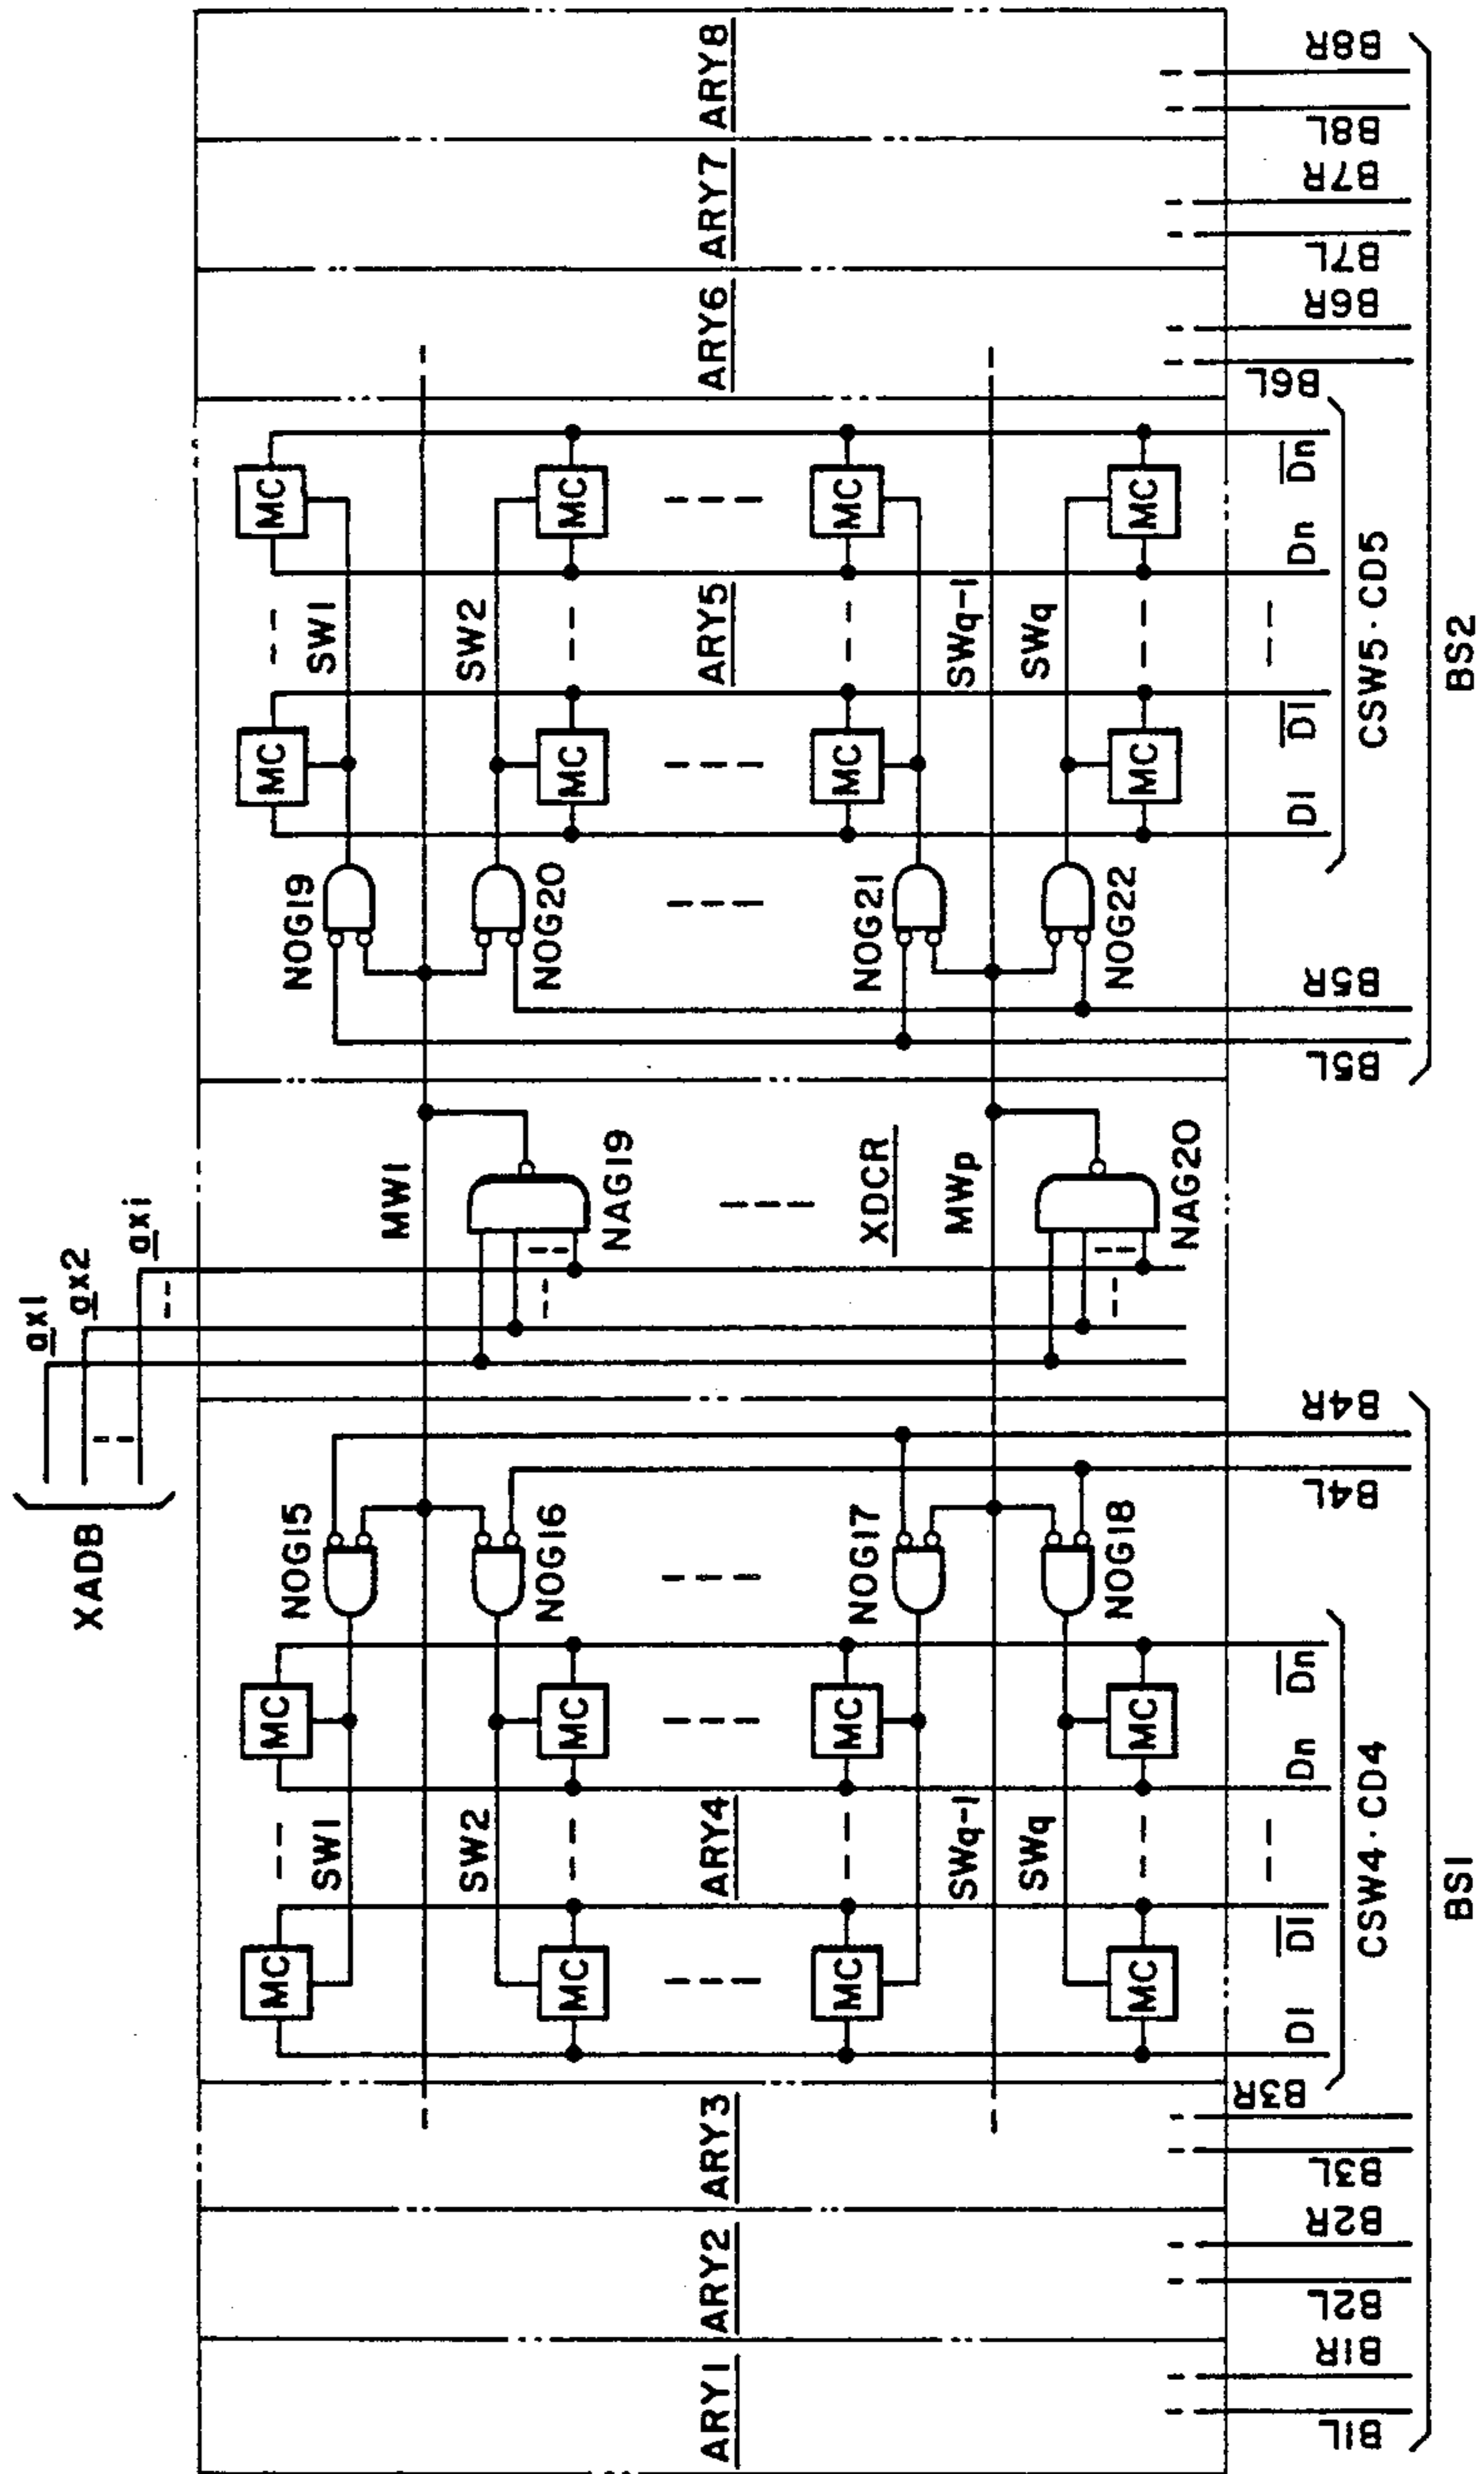 XADB
ax1
ax2
axi
ARY1
ARY2
ARY3
ARY4
ARY5
ARY6
ARY7
ARY8
XDCR
MW1
MWp
NAG19
NAG20
NOG15
NOG16
NOG17
NOG18
NOG19
NOG20
NOG21
NOG22
MC MC MC MC
SW1 SW1
MC MC MC MC
SW2 SW2
MC MC MC MC
SWq-1 SWq-1
SWq SWq
MC MC MC MC
D1 D̅1̅ Dn D̅n̅
D1 D̅1̅ Dn D̅n̅
CSW4·CD4
CSW5·CD5
B1L B1R B2L B2R B3L B3R B4L B4R
B5L B5R B6L B6R B7L B7R B8L B8R
BS1
BS2